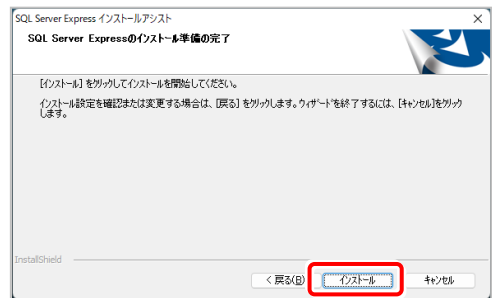 SQL Server Express インストールアシスト
SQL Server Expressのインストール準備の完了
[インストール] をクリックしてインストールを開始してください。
インストール設定を確認または変更する場合は、[戻る] をクリックします。ウィザードを終了するには、[キャンセル]をクリック
します。
InstallShield
< 戻る(B)
インストール
キャンセル